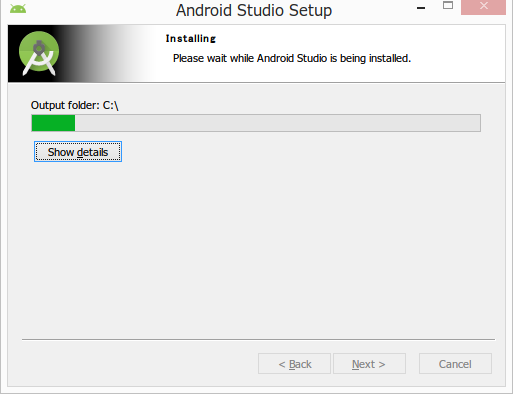 Android Studio Setup
Installing
Please wait while Android Studio is being installed.
Output folder: C:\
Show details
< Back
Next >
Cancel